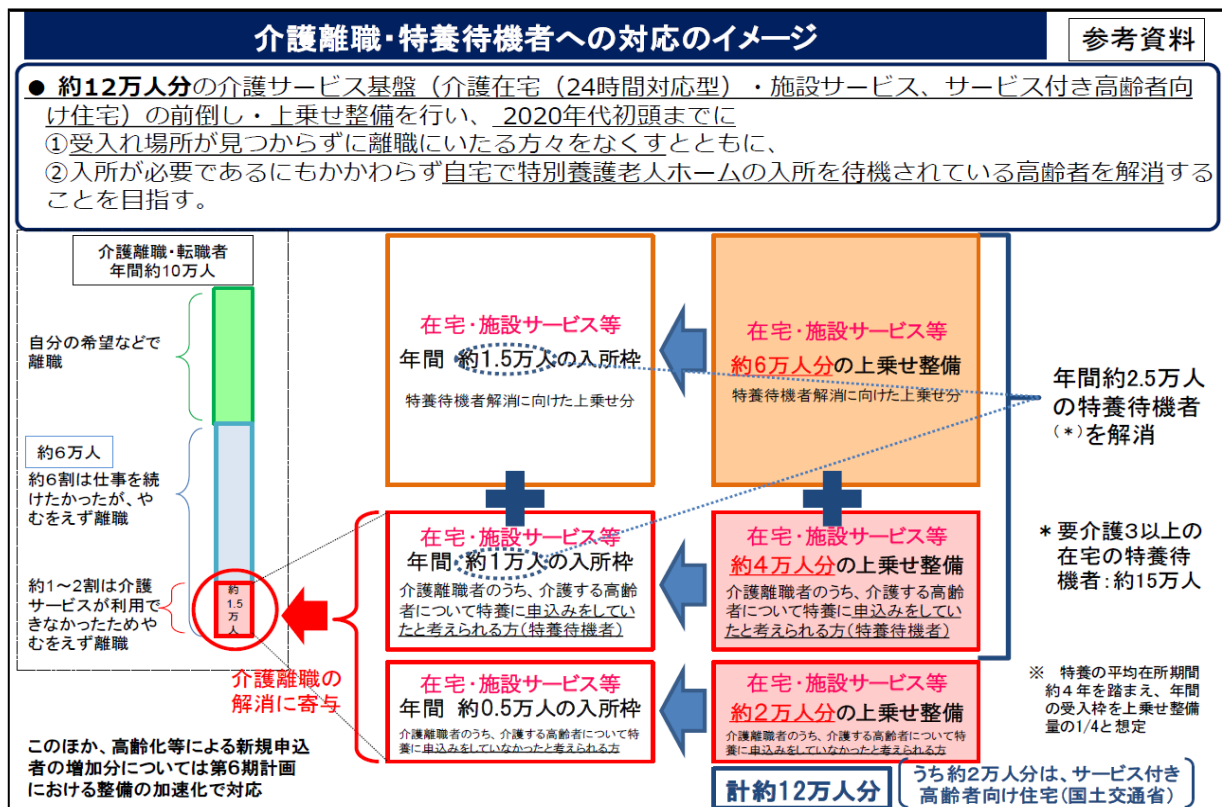 介護離職・特養待機者への対応のイメージ
参考資料
● 約12万人分の介護サービス基盤（介護在宅（24時間対応型）・施設サービス、サービス付き高齢者向
け住宅）の前倒し・上乗せ整備を行い、 2020年代初頭までに
①受入れ場所が見つからずに離職にいたる方々をなくすとともに、
②入所が必要であるにもかかわらず自宅で特別養護老人ホームの入所を待機されている高齢者を解消する
ことを目指す。
介護離職・転職者
年間約10万人
自分の希望などで
離職
約6万人
約6割は仕事を続
けたかったが、や
むをえず離職
約1～2割は介護
サービスが利用で
きなかったためや
むをえず離職
約
1.5
万
人
介護離職の
解消に寄与
このほか、高齢化等による新規申込
者の増加分については第6期計画
における整備の加速化で対応
在宅・施設サービス等
年間 約1.5万人の入所枠
特養待機者解消に向けた上乗せ分
在宅・施設サービス等
約6万人分の上乗せ整備
特養待機者解消に向けた上乗せ分
在宅・施設サービス等
年間 約1万人の入所枠
介護離職者のうち、介護する高齢
者について特養に申込みをしてい
たと考えられる方(特養待機者)
在宅・施設サービス等
約4万人分の上乗せ整備
介護離職者のうち、介護する高齢
者について特養に申込みをしてい
たと考えられる方(特養待機者)
在宅・施設サービス等
年間 約0.5万人の入所枠
介護離職者のうち、介護する高齢者について特
養に申込みをしていなかったと考えられる方
在宅・施設サービス等
約2万人分の上乗せ整備
介護離職者のうち、介護する高齢者について特
養に申込みをしていなかったと考えられる方
年間約2.5万人
の特養待機者
(*)を解消
* 要介護3以上の
在宅の特養待
機者：約15万人
※ 特養の平均在所期間
約4年を踏まえ、年間
の受入枠を上乗せ整備
量の1/4と想定
計約12万人分
うち約2万人分は、サービス付き
高齢者向け住宅(国土交通省)